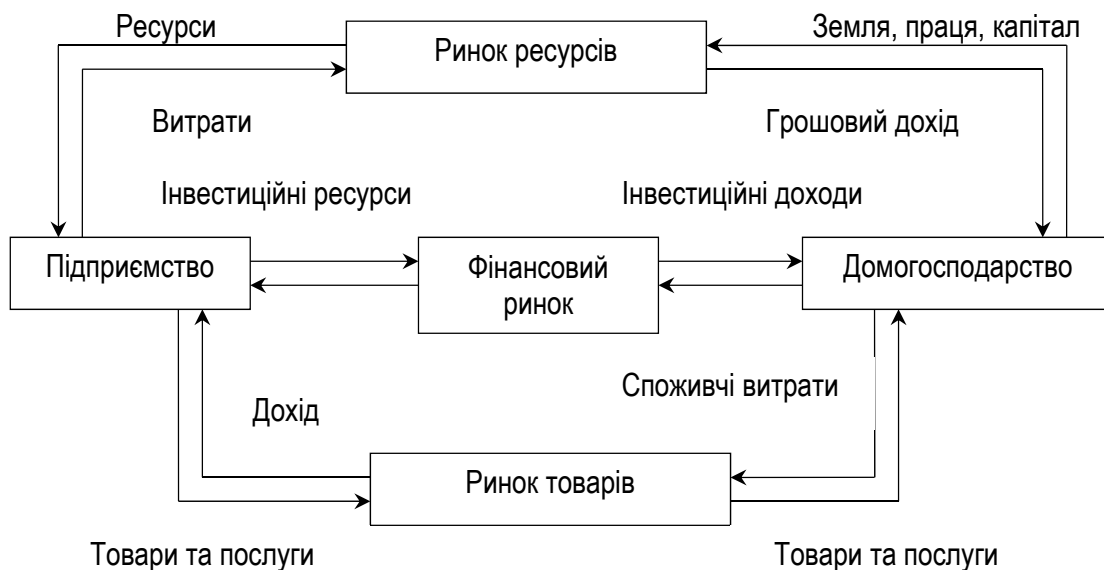 Ресурси
Земля, праця, капітал
Ринок ресурсів
Витрати
Грошовий дохід
Інвестиційні ресурси
Інвестиційні доходи
Підприємство
Фінансовий
ринок
Домогосподарство
Споживчі витрати
Дохід
Ринок товарів
Товари та послуги
Товари та послуги